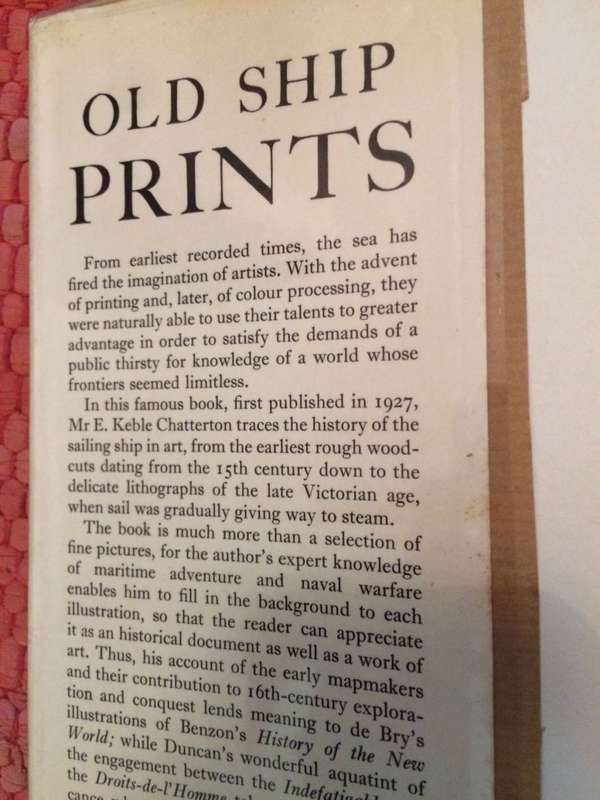 OLD SHIP
PRINTS
From earliest recorded times, the sea has
fired the imagination of artists. With the advent
of printing and, later, of colour processing, they
were naturally able to use their talents to greater
advantage in order to satisfy the demands of a
public thirsty for knowledge of a world whose
frontiers seemed limitless.
In this famous book, first published in 1927,
Mr E. Keble Chatterton traces the history of the
sailing ship in art, from the earliest rough wood-
cuts dating from the 15th century down to the
delicate lithographs of the late Victorian age,
when sail was gradually giving way to steam.
The book is much more than a selection of
fine pictures, for the author's expert knowledge
of maritime adventure and naval warfare
enables him to fill in the background to each
illustration, so that the reader can appreciate
it as an historical document as well as a work of
art. Thus, his account of the early mapmakers
and their contribution to 16th-century explora-
tion and conquest lends meaning to de Bry's
illustrations of Benzon's History of the New
World; while Duncan's wonderful aquatint of
the engagement between the
the Droits-de-l'Homme